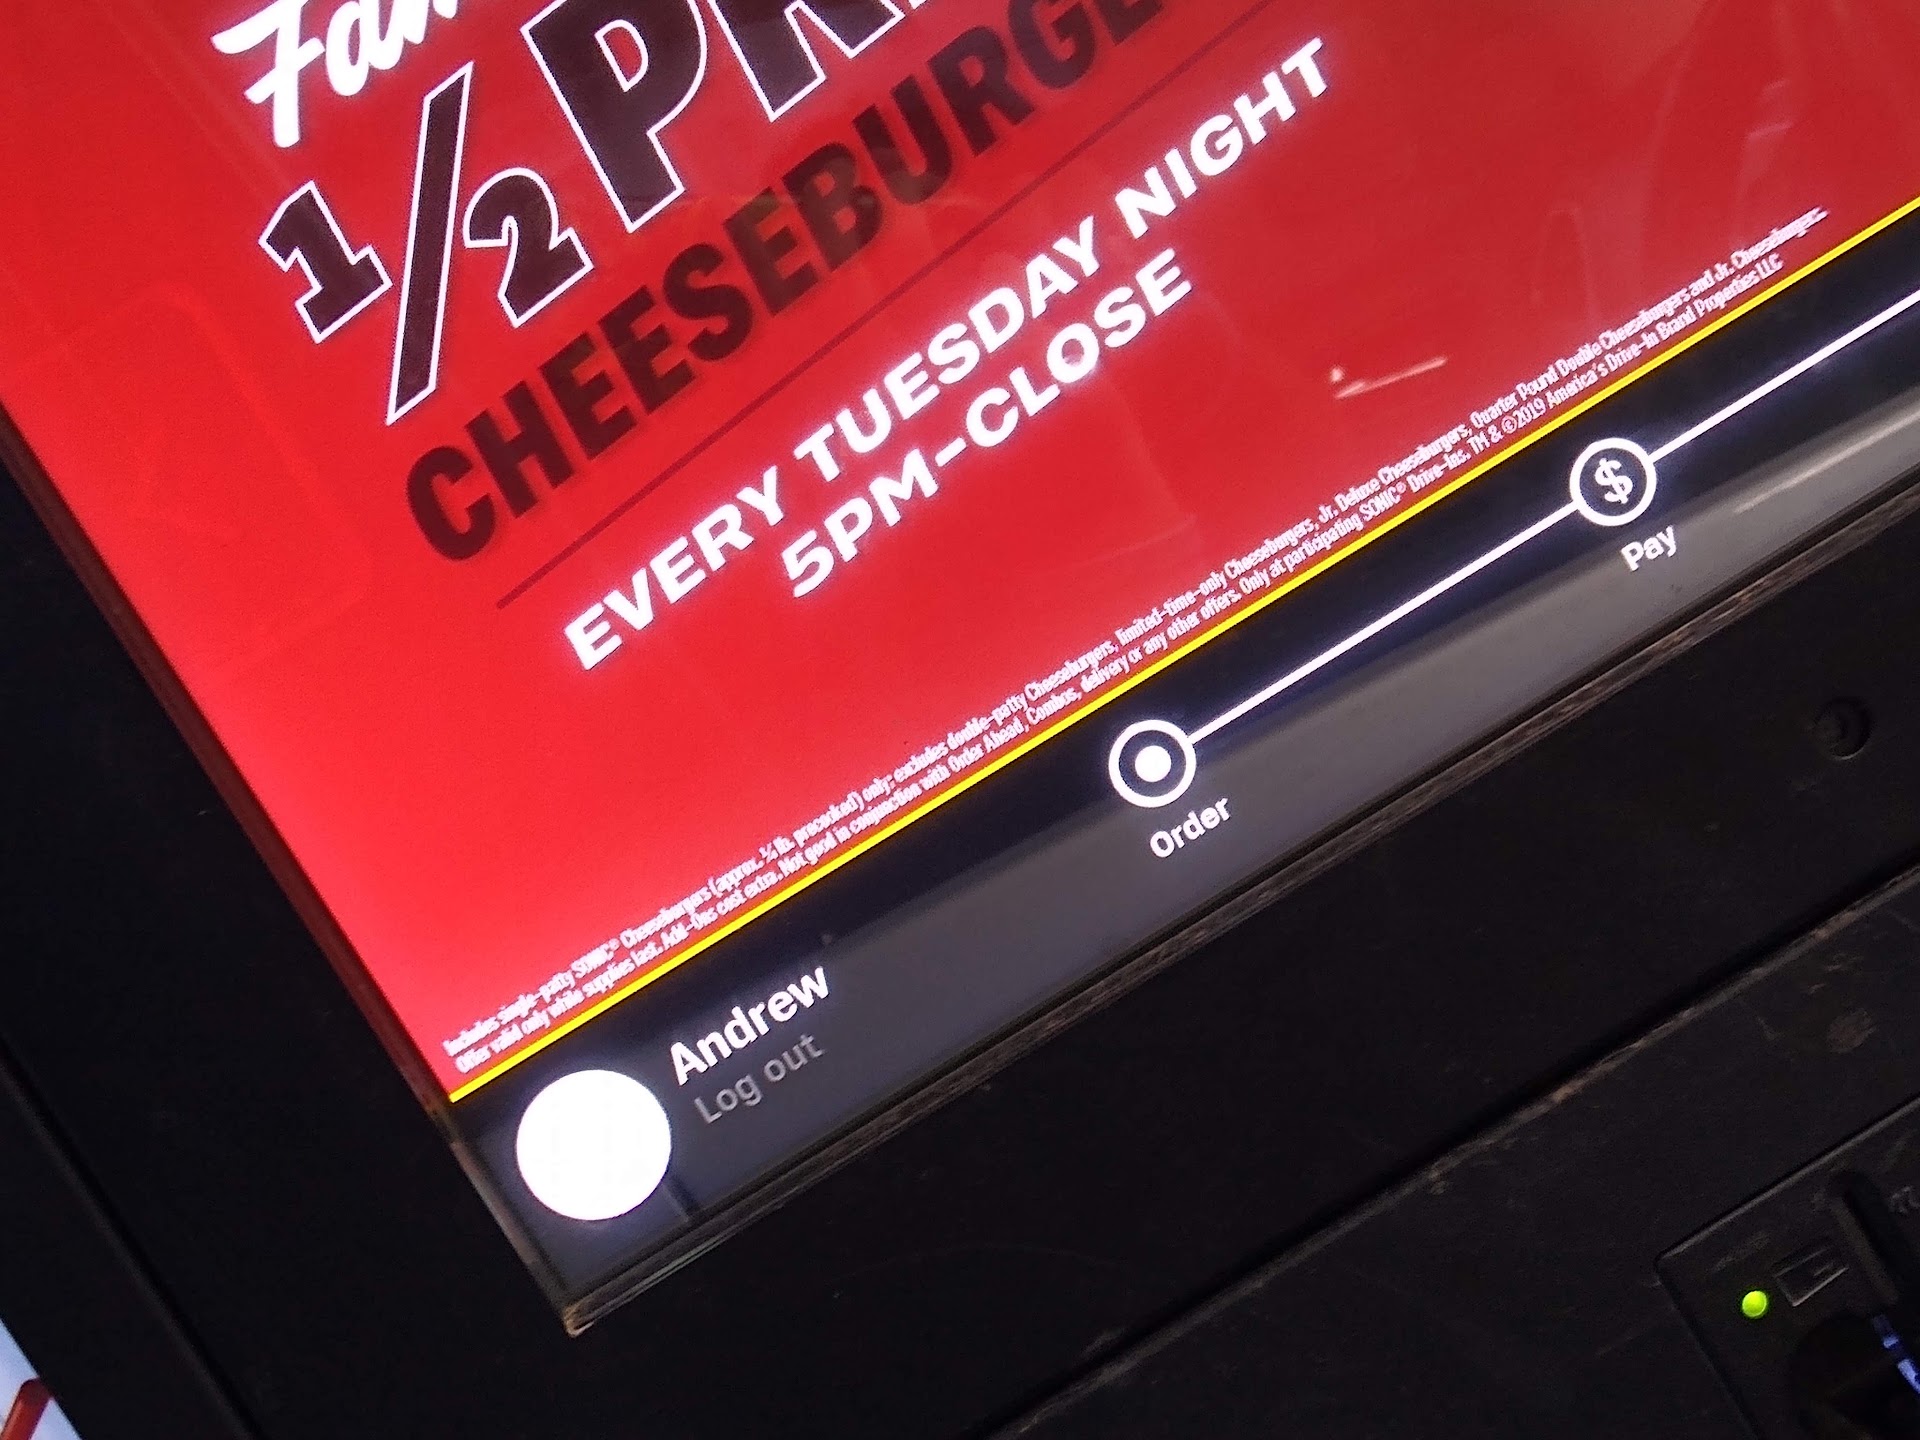 1/2
CHEESEBURGE
EVERY TUESDAY NIGHT
5PM-CLOSE
Includes single-patty SONIC® Cheeseburgers (approx. ¼ lb. precooked) only; excludes double-patty Cheeseburgers, limited-time-only Cheeseburgers, Jr. Deluxe Cheeseburgers, Quarter Pound Double Cheeseburgers and Jr. Cheeseburger.
Offer valid only while supplies last. Add-Ons cost extra. Not good in conjunction with Order Ahead, Combos, delivery or any other offers. Only at participating SONIC® Drive-Ins. TM & ©2019 America's Drive-In Brand Properties LLC
$
Pay
Order
Andrew
Log out